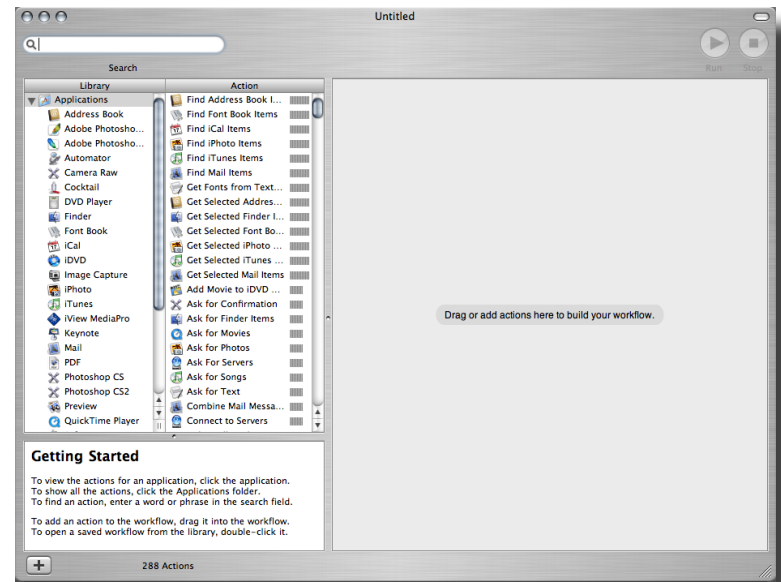 Untitled
Search
Run Stop
Library
Applications
Address Book
Adobe Photosho...
Adobe Photosho...
Automator
Camera Raw
Cocktail
DVD Player
Finder
Font Book
iCal
iDVD
Image Capture
iPhoto
iTunes
iView MediaPro
Keynote
Mail
PDF
Photoshop CS
Photoshop CS2
Preview
QuickTime Player
Action
Find Address Book I...
Find Font Book Items
Find iCal Items
Find iPhoto Items
Find iTunes Items
Find Mail Items
Get Fonts from Text...
Get Selected Addres...
Get Selected Finder I...
Get Selected Font Bo...
Get Selected iPhoto ...
Get Selected iTunes ...
Get Selected Mail Items
Add Movie to iDVD ...
Ask for Confirmation
Ask for Finder Items
Ask for Movies
Ask for Photos
Ask For Servers
Ask for Songs
Ask for Text
Combine Mail Messa...
Connect to Servers
Drag or add actions here to build your workflow.
Getting Started
To view the actions for an application, click the application.
To show all the actions, click the Applications folder.
To find an action, enter a word or phrase in the search field.
To add an action to the workflow, drag it into the workflow.
To open a saved workflow from the library, double-click it.
288 Actions